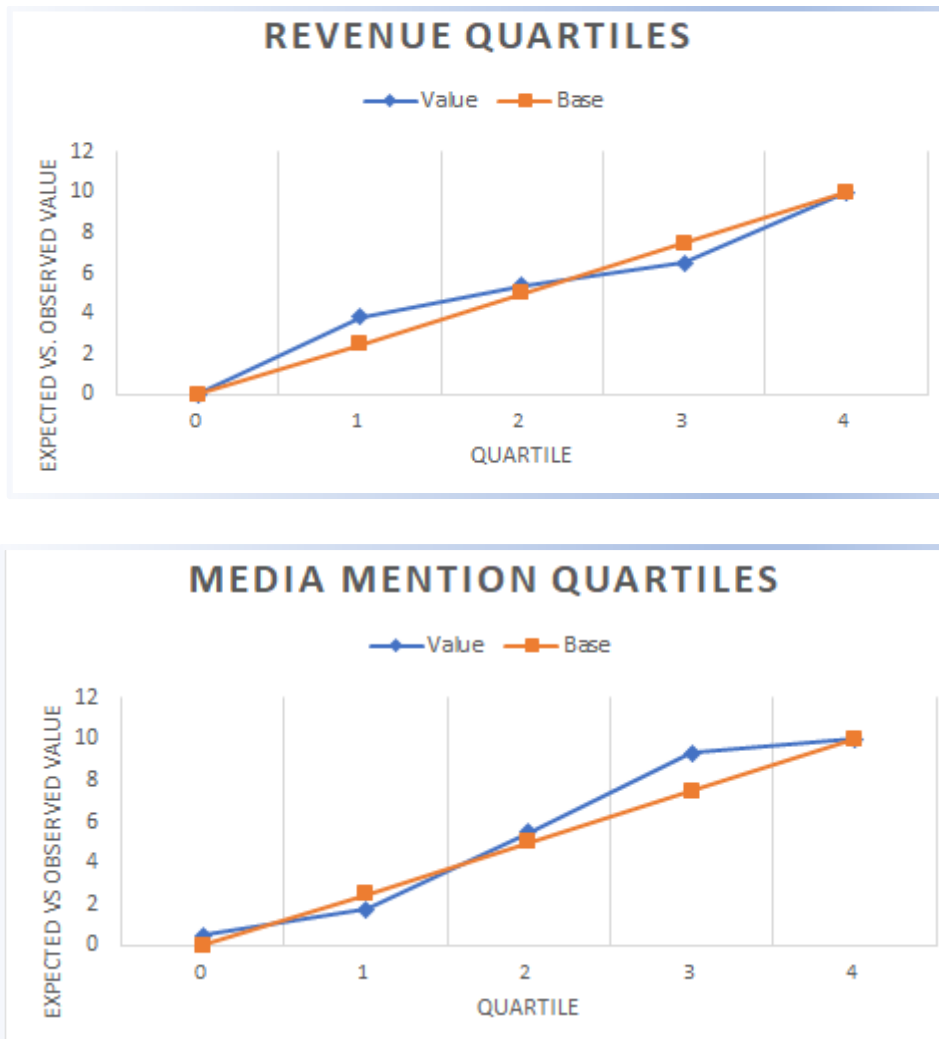 REVENUE QUARTILES
Value Base
EXPECTED VS. OBSERVED VALUE
12
10
8
6
4
2
0
0 1 2 3 4
QUARTILE
MEDIA MENTION QUARTILES
Value Base
EXPECTED VS OBSERVED VALUE
12
10
8
6
4
2
0
0 1 2 3 4
QUARTILE